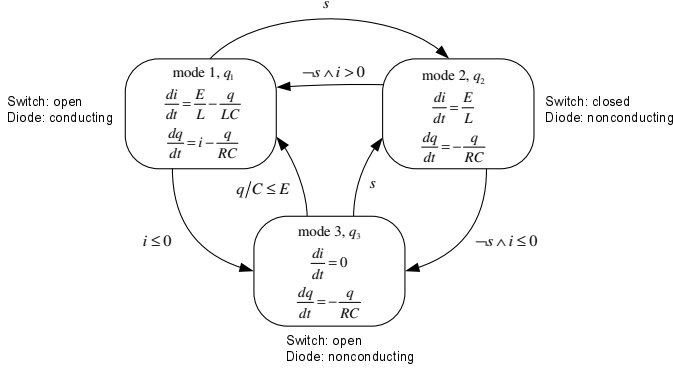 s
mode 1, q₁
di/dt = E/L − q/LC
dq/dt = i − q/RC
Switch: open
Diode: conducting
¬s ∧ i > 0
mode 2, q₂
di/dt = E/L
dq/dt = − q/RC
Switch: closed
Diode: nonconducting
q/C ≤ E
s
i ≤ 0
¬s ∧ i ≤ 0
mode 3, q₃
di/dt = 0
dq/dt = − q/RC
Switch: open
Diode: nonconducting